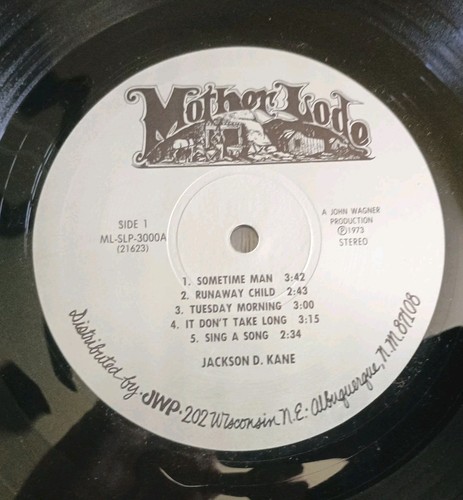 Mother Lode
SIDE 1
ML-SLP-3000A
(21623)
A JOHN WAGNER
PRODUCTION
Ⓟ1973
STEREO
1. SOMETIME MAN 3:42
2. RUNAWAY CHILD 2:43
3. TUESDAY MORNING 3:00
4. IT DON'T TAKE LONG 3:15
5. SING A SONG 2:34
JACKSON D. KANE
Distributed by · JWP · 202 Wisconsin N.E. · Albuquerque, N.M. 87108